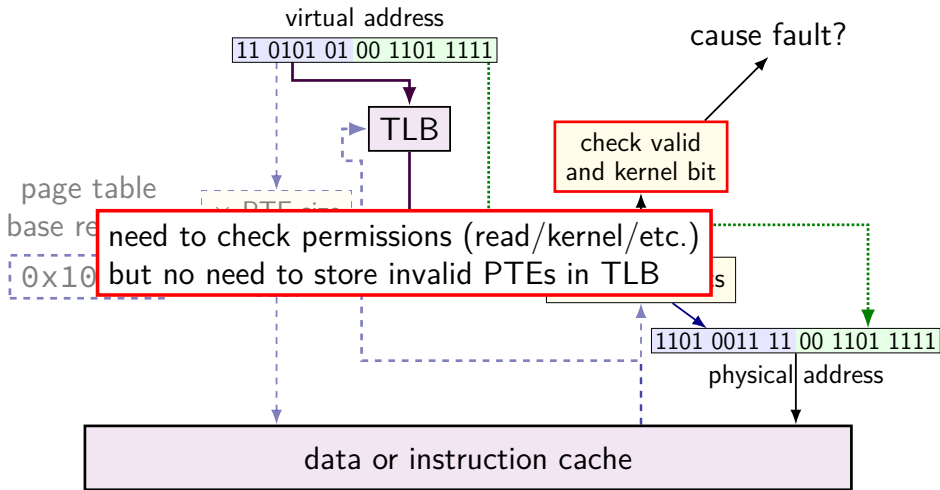 virtual address
11 0101 01 00 1101 1111
cause fault?
TLB
check valid
and kernel bit
page table
base re
PTE size
need to check permissions (read/kernel/etc.)
but no need to store invalid PTEs in TLB
0x10
1101 0011 11 00 1101 1111
physical address
data or instruction cache